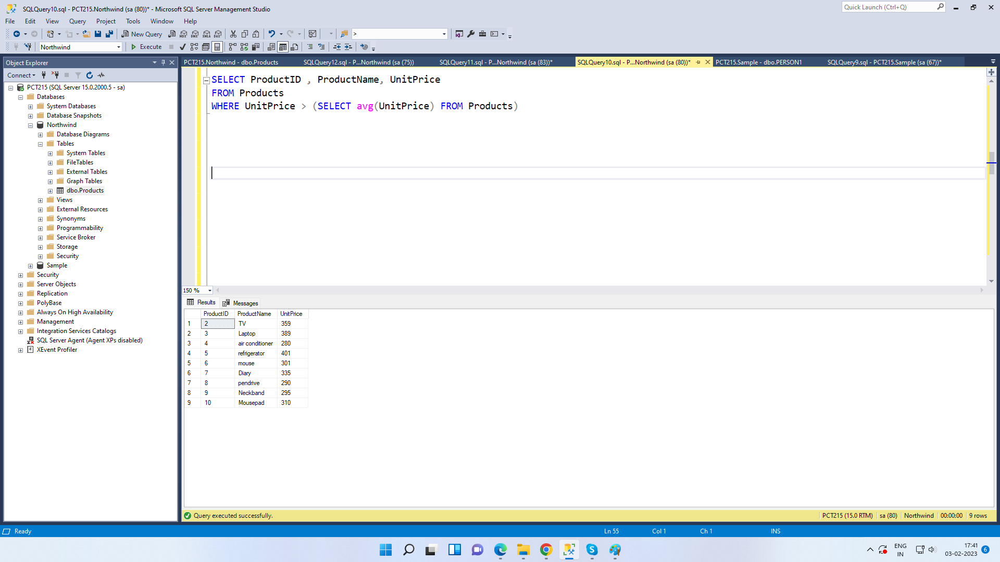 SQLQuery10.sql - PCT215.Northwind (sa (80))* - Microsoft SQL Server Management Studio
Quick Launch (Ctrl+Q)
File Edit View Query Project Tools Window Help
New Query
MDX DMX XMLA DAX
>
Northwind
Execute
Object Explorer
PCT215.Northwind - dbo.Products
SQLQuery12.sql - P...Northwind (sa (75))
SQLQuery11.sql - P...Northwind (sa (83))*
SQLQuery10.sql - P...Northwind (sa (80))*
PCT215.Sample - dbo.PERSON1
SQLQuery9.sql - PCT215.Sample (sa (67))*
Connect
PCT215 (SQL Server 15.0.2000.5 - sa)
Databases
System Databases
Database Snapshots
Northwind
Database Diagrams
Tables
System Tables
FileTables
External Tables
Graph Tables
dbo.Products
Views
External Resources
Synonyms
Programmability
Service Broker
Storage
Security
Sample
Security
Server Objects
Replication
PolyBase
Always On High Availability
Management
Integration Services Catalogs
SQL Server Agent (Agent XPs disabled)
XEvent Profiler
SELECT ProductID , ProductName, UnitPrice
FROM Products
WHERE UnitPrice > (SELECT avg(UnitPrice) FROM Products)
150 %
Results Messages
ProductID ProductName UnitPrice
1 2 TV 359
2 3 Laptop 389
3 4 air conditioner 280
4 5 refrigerator 401
5 6 mouse 301
6 7 Diary 335
7 8 pendrive 290
8 9 Neckband 295
9 10 Mousepad 310
Query executed successfully.
PCT215 (15.0 RTM) sa (80) Northwind 00:00:00 9 rows
Ready
Ln 55 Col 1 Ch 1 INS
ENG
IN
17:41
03-02-2023
6